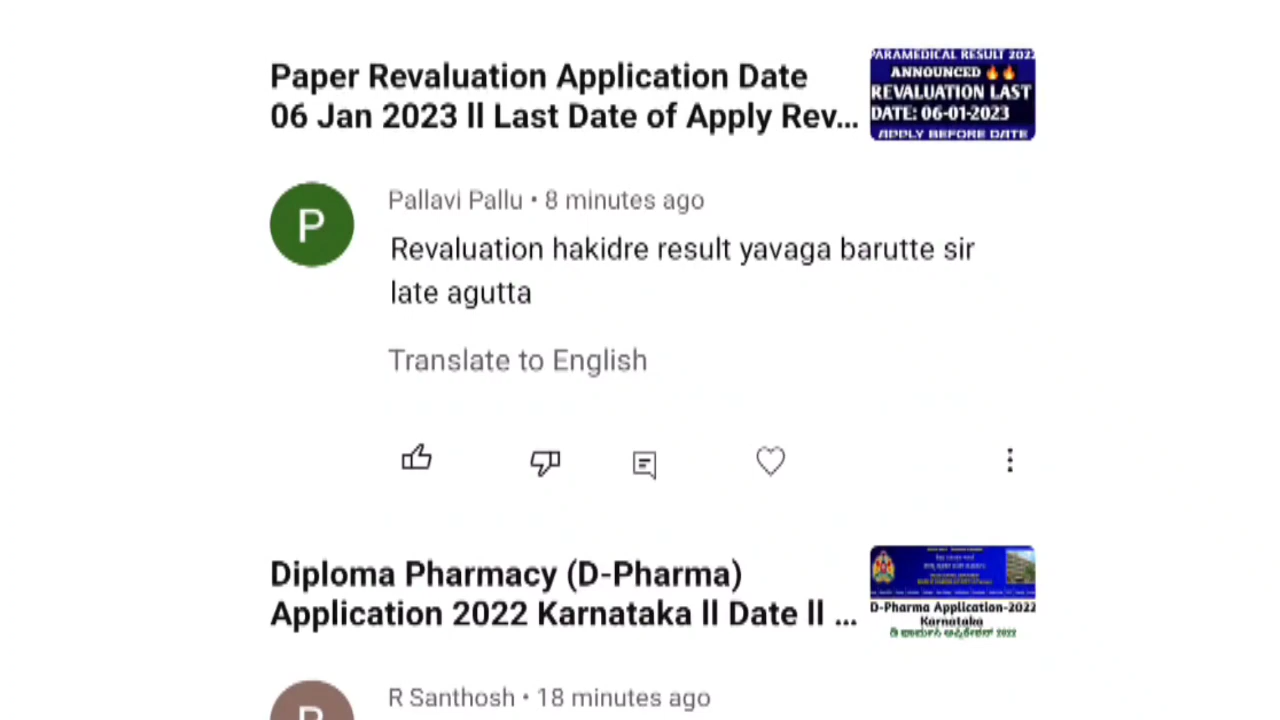 Paper Revaluation Application Date
06 Jan 2023 ll Last Date of Apply Rev...
PARAMEDICAL RESULT 2022
ANNOUNCED 🔥🔥
REVALUATION LAST
DATE: 06-01-2023
APPLY BEFORE DATE
P
Pallavi Pallu • 8 minutes ago
Revaluation hakidre result yavaga barutte sir
late agutta
Translate to English
Diploma Pharmacy (D-Pharma)
Application 2022 Karnataka ll Date ll ...
D-Pharma Application-2022
Karnataka
2022
R Santhosh • 18 minutes ago